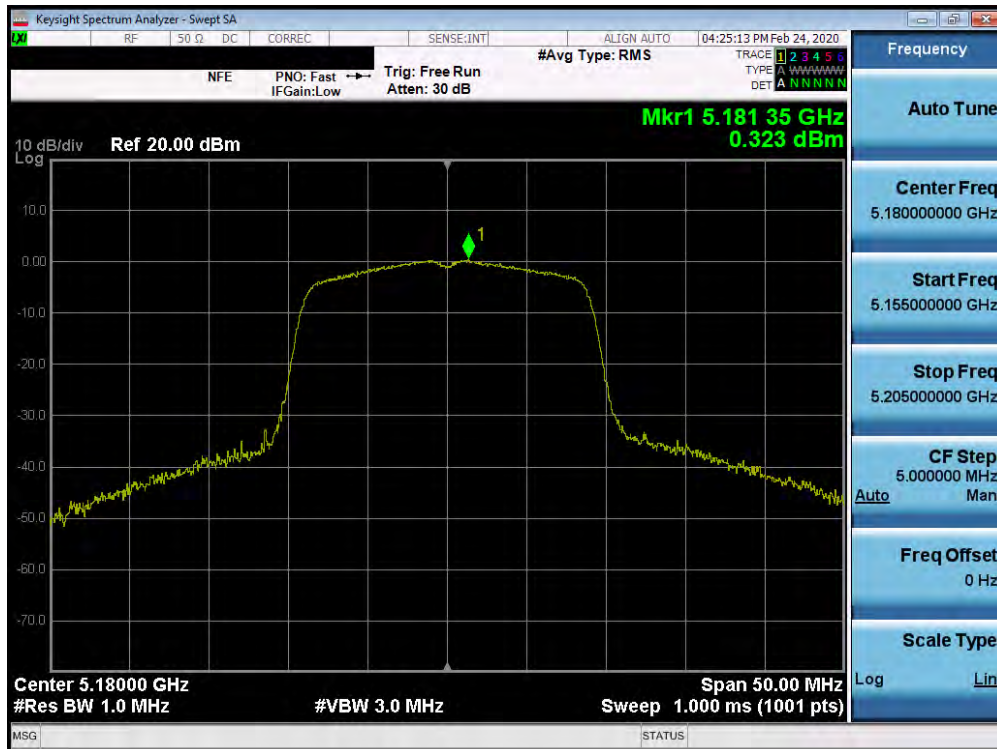 Keysight Spectrum Analyzer - Swept SA
LXI RF 50 Ω DC CORREC SENSE:INT ALIGN AUTO 04:25:13 PM Feb 24, 2020
Frequency
#Avg Type: RMS TRACE 1 2 3 4 5 6
NFE PNO: Fast Trig: Free Run TYPE A WWWWW
IFGain:Low Atten: 30 dB DET A N N N N N
Auto Tune
Mkr1 5.181 35 GHz
10 dB/div Ref 20.00 dBm 0.323 dBm
Log
Center Freq
5.180000000 GHz
10.0
1
0.00
Start Freq
5.155000000 GHz
-10.0
-20.0
Stop Freq
5.205000000 GHz
-30.0
-40.0
CF Step
5.000000 MHz
Auto Man
-50.0
Freq Offset
0 Hz
-60.0
-70.0
Scale Type
Log Lin
Center 5.18000 GHz Span 50.00 MHz
#Res BW 1.0 MHz #VBW 3.0 MHz Sweep 1.000 ms (1001 pts)
MSG STATUS